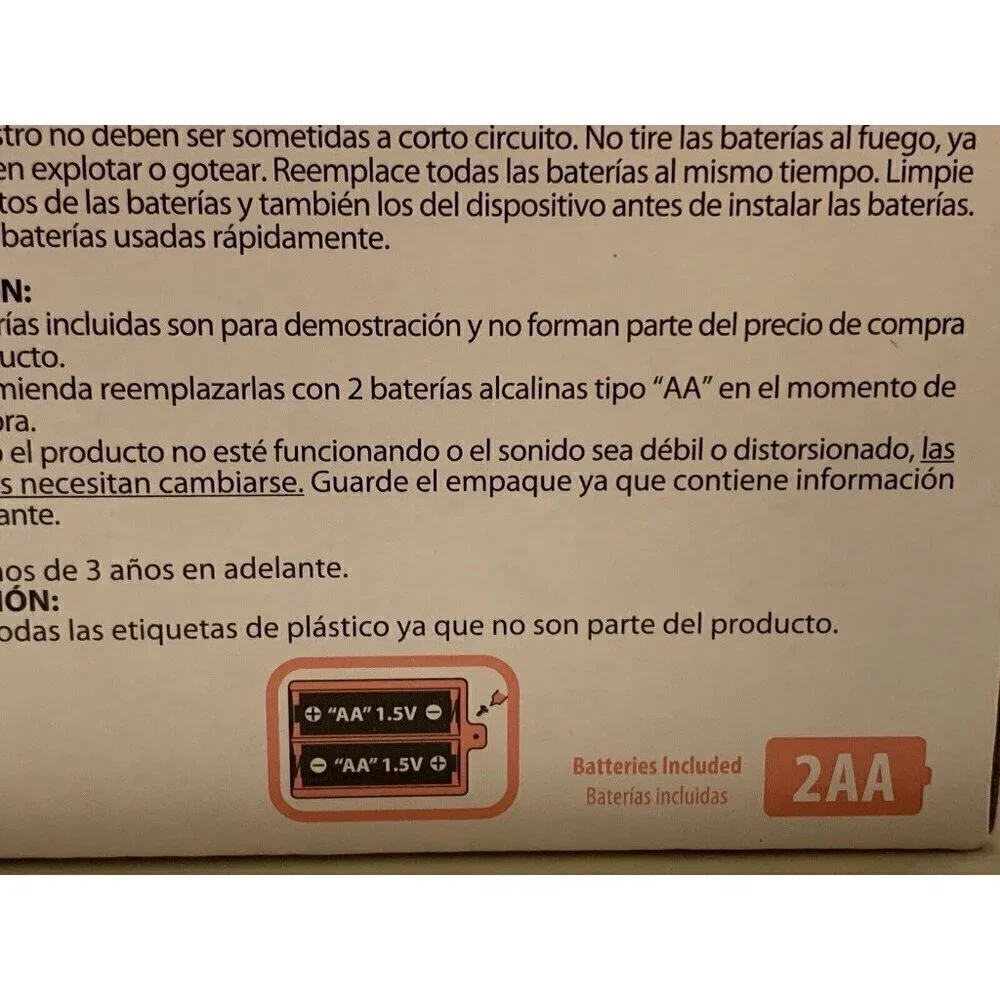 stro no deben ser sometidas a corto circuito. No tire las baterías al fuego, ya
en explotar o gotear. Reemplace todas las baterías al mismo tiempo. Limpie
tos de las baterías y también los del dispositivo antes de instalar las baterías.
baterías usadas rápidamente.
N:
rías incluidas son para demostración y no forman parte del precio de compra
ucto.
mienda reemplazarlas con 2 baterías alcalinas tipo “AA” en el momento de
ora.
el producto no esté funcionando o el sonido sea débil o distorsionado, las
s necesitan cambiarse. Guarde el empaque ya que contiene información
ante.
nos de 3 años en adelante.
IÓN:
odas las etiquetas de plástico ya que no son parte del producto.
+ “AA” 1.5V −
− “AA” 1.5V +
Batteries Included
Baterías incluidas
2AA